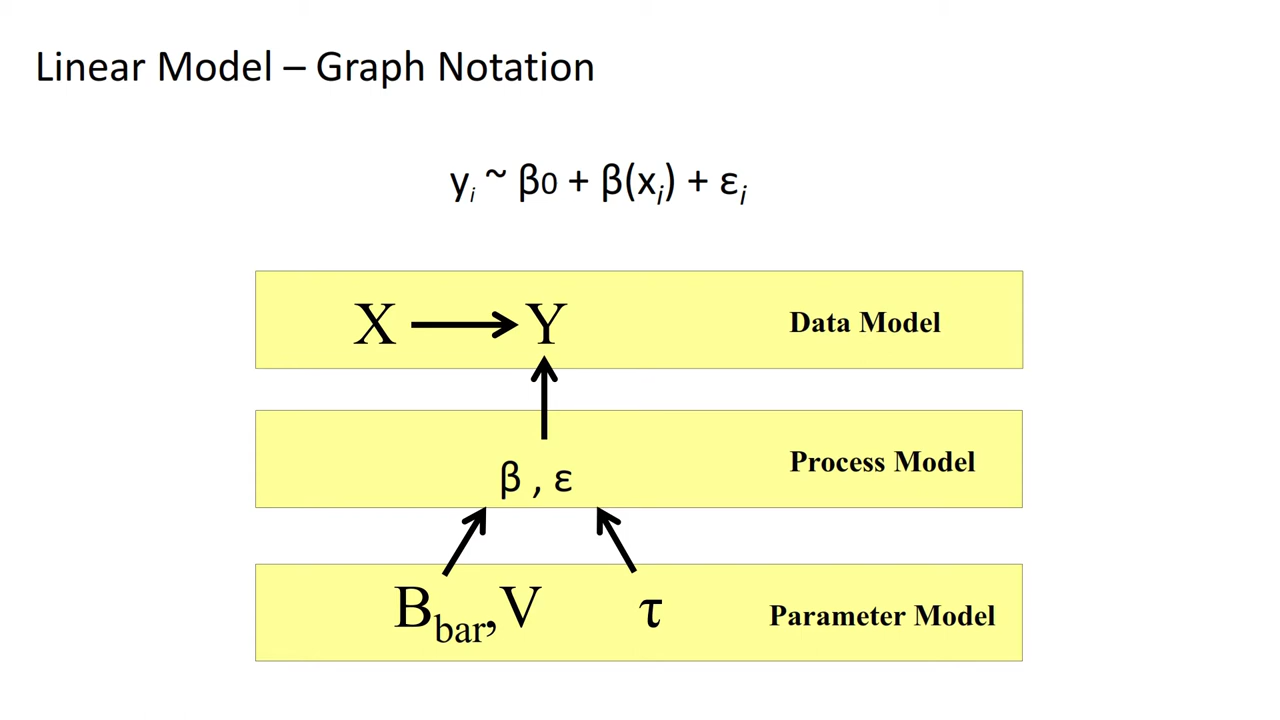 Linear Model – Graph Notation
yᵢ ~ β0 + β(xᵢ) + εᵢ
X Y Data Model
β , ε Process Model
B_bar,V τ Parameter Model